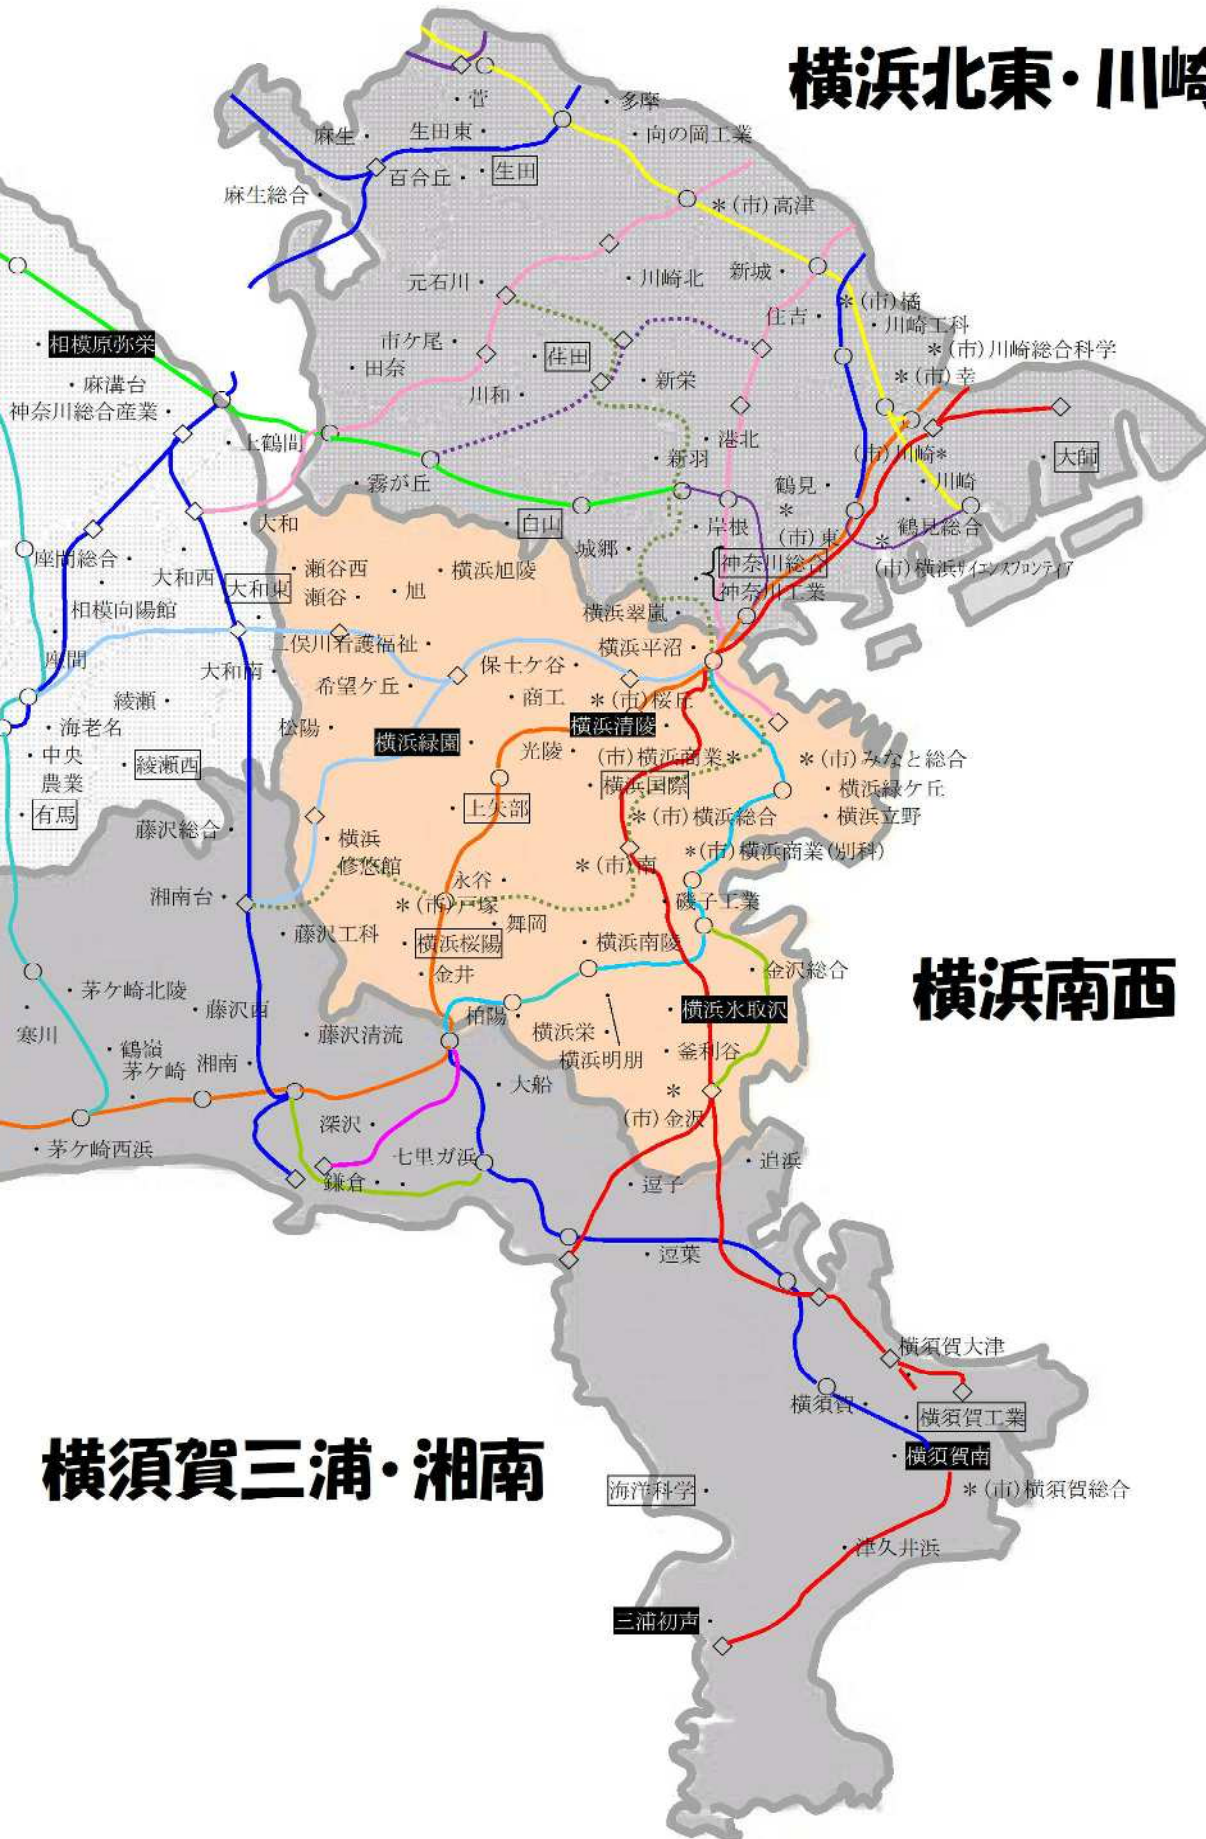 横浜北東・川崎
・菅
・多摩
麻生・
生田東・
・向の岡工業
百合丘・
・生田
麻生総合・
＊(市)高津
元石川・
・川崎北
新城・
＊(市)橘
住吉・
・川崎工科
市ケ尾・
・荏田
＊(市)川崎総合科学
・相模原弥栄
・田奈
・新栄
＊(市)幸
・麻溝台
川和・
神奈川総合産業・
・上鶴間
・港北
・新羽
(市)川崎＊
・大師
・霧が丘
鶴見・
・川崎
・大和
・白山
・岸根
＊
(市)東
鶴見総合
＊
城郷・
座間総合・
(市)横浜サイエンスフロンティア
大和西
・瀬谷西
・横浜旭陵
神奈川総合
大和東
瀬谷・
・旭
神奈川工業
・相模向陽館
横浜翠嵐・
二俣川看護福祉・
横浜平沼・
座間
大和南・
保土ケ谷・
希望ケ丘・
・商工
＊(市)桜丘
綾瀬・
・海老名
松陽・
横浜緑園・
横浜清陵・
・中央
農業
光陵・
(市)横浜商業＊
＊(市)みなと総合
・綾瀬西
・横浜国際
・横浜緑ケ丘
・有馬
・上矢部
＊(市)横浜総合
・横浜立野
藤沢総合・
・横浜
修悠館
＊(市)横浜商業(別科)
＊(市)南
永谷・
湘南台・
＊(市)戸塚
・磯子工業
・舞岡
・藤沢工科
・横浜桜陽
・横浜南陵
・金井
・金沢総合
横浜南西
・茅ケ崎北陵
・藤沢西
・横浜氷取沢
柏陽・
寒川
・藤沢清流
横浜栄・
・鶴嶺
横浜明朋
・釜利谷
茅ケ崎
湘南・
・大船
＊
(市)金沢
深沢・
・茅ケ崎西浜
七里ガ浜・
・追浜
鎌倉・
・逗子
・逗葉
横須賀大津
横須賀・
・横須賀工業
横須賀三浦・湘南
・横須賀南
海洋科学・
＊(市)横須賀総合
・津久井浜
三浦初声・